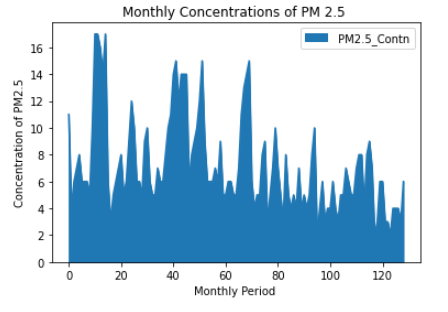 Monthly Concentrations of PM 2.5
PM2.5_Contn
16
14
12
10
8
6
4
2
0
Concentration of PM2.5
0 20 40 60 80 100 120
Monthly Period